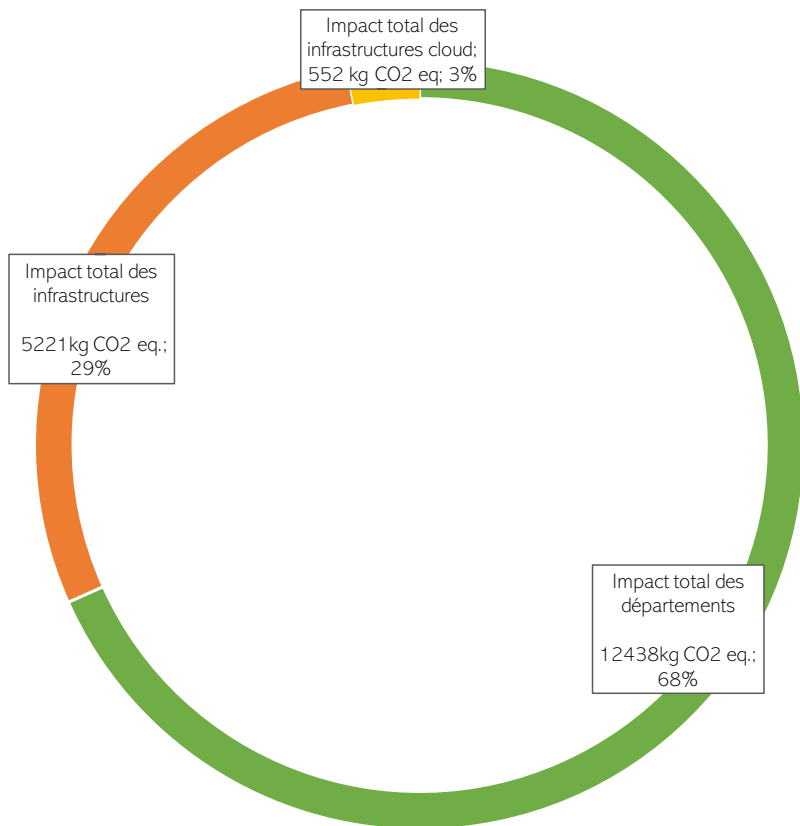 Impact total des
infrastructures cloud;
552 kg CO2 eq; 3%
Impact total des
infrastructures
5221kg CO2 eq.;
29%
Impact total des
départements
12438kg CO2 eq.;
68%